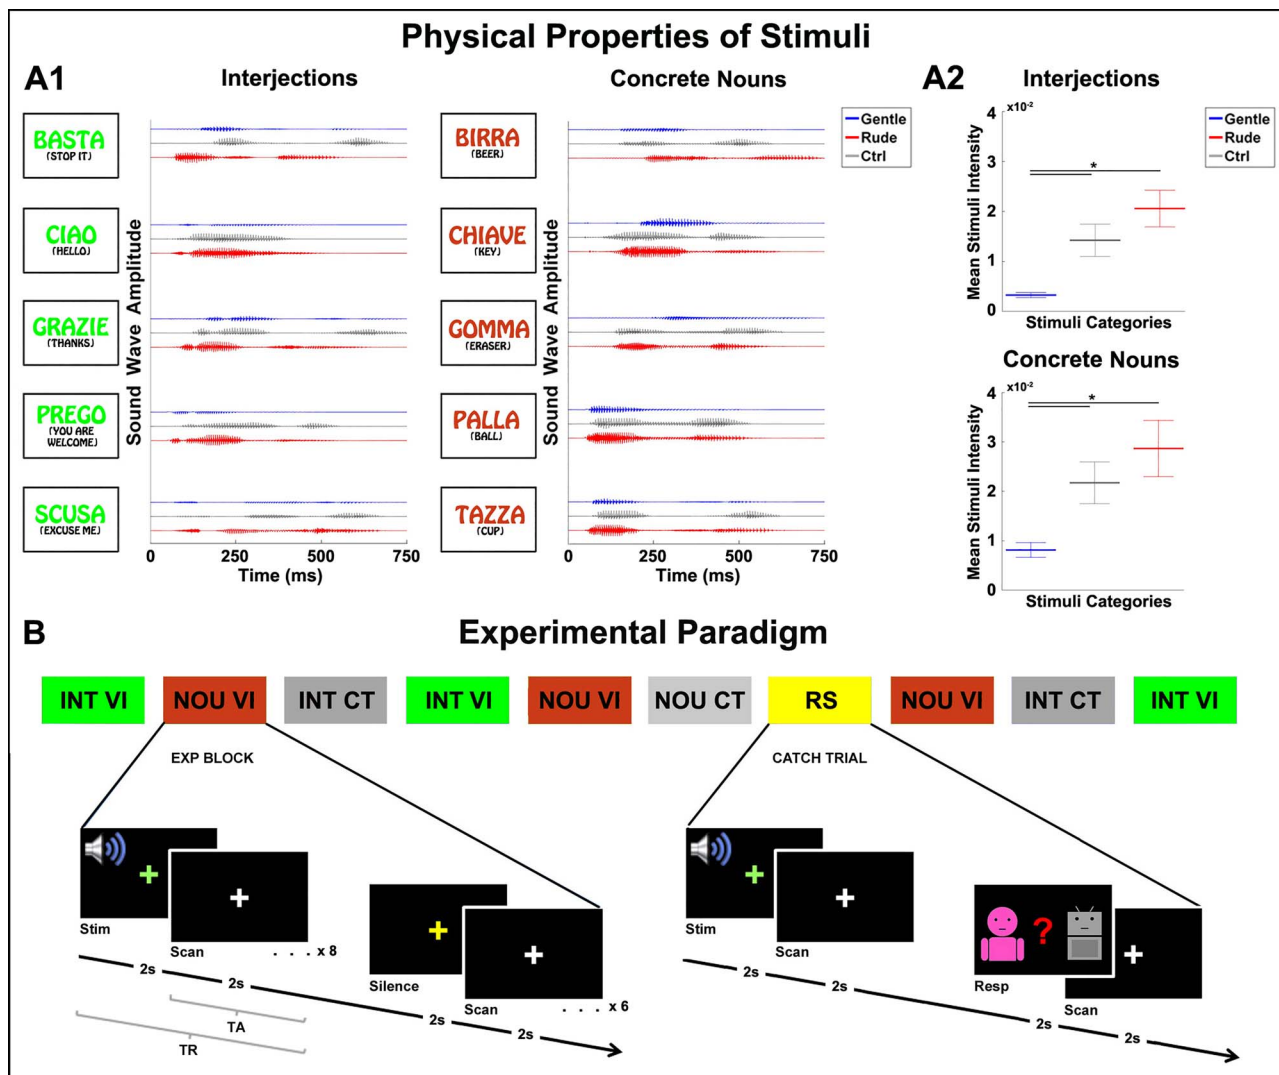 Physical Properties of Stimuli
A1
Interjections
Concrete Nouns
BASTA
(STOP IT)
CIAO
(HELLO)
GRAZIE
(THANKS)
PREGO
(YOU ARE
WELCOME)
SCUSA
(EXCUSE ME)
Sound Wave Amplitude
0 250 500 750
Time (ms)
BIRRA
(BEER)
CHIAVE
(KEY)
GOMMA
(ERASER)
PALLA
(BALL)
TAZZA
(CUP)
Sound Wave Amplitude
0 250 500 750
Time (ms)
Gentle
Rude
Ctrl
A2
Interjections
x10-2
4
3
2
1
0
Mean Stimuli Intensity
*
Stimuli Categories
Gentle
Rude
Ctrl
Concrete Nouns
x10-2
4
3
2
1
0
Mean Stimuli Intensity
*
Stimuli Categories
B
Experimental Paradigm
INT VI NOU VI INT CT INT VI NOU VI NOU CT RS NOU VI INT CT INT VI
EXP BLOCK
Stim
Scan
. . . x 8
Silence
Scan
. . . x 6
2s
2s
2s
2s
TA
TR
CATCH TRIAL
Stim
Scan
?
Resp
Scan
2s
2s
2s
2s